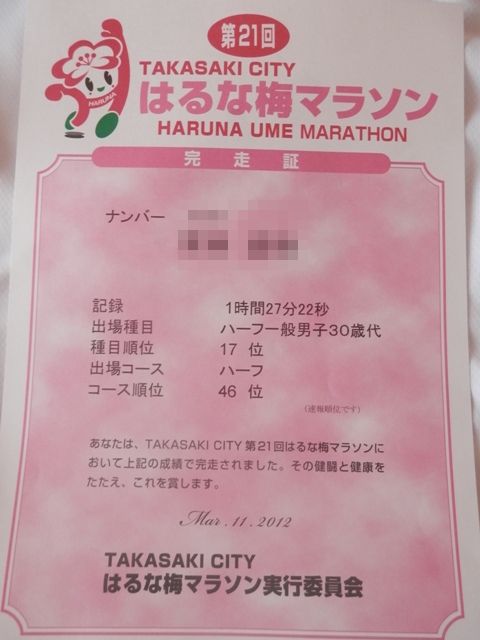 第21回
TAKASAKI CITY
はるな梅マラソン
HARUNA UME MARATHON
HARUNA
完走証
ナンバー
記録 1時間27分22秒
出場種目 ハーフ一般男子30歳代
種目順位 17 位
出場コース ハーフ
コース順位 46 位
(速報順位です)
あなたは、TAKASAKI CITY 第21回はるな梅マラソンに
おいて上記の成績で完走されました。その健闘と健康を
たたえ、これを賞します。
Mar.11.2012
TAKASAKI CITY
はるな梅マラソン実行委員会